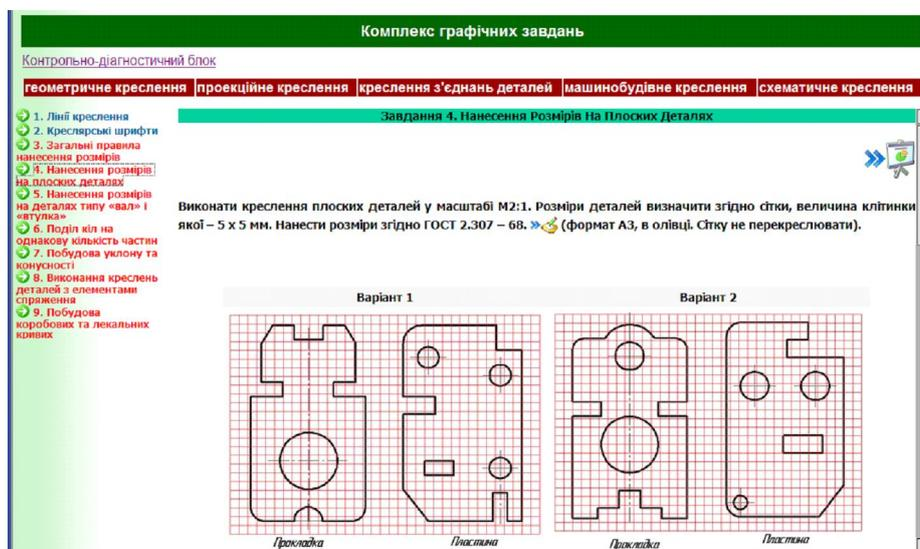 Комплекс графічних завдань
Контрольно-діагностичний блок
геометричне креслення проекційне креслення креслення з'єднань деталей машинобудівне креслення схематичне креслення
1. Лінії креслення
2. Креслярські шрифти
3. Загальні правила
нанесення розмірів
4. Нанесення розмірів
на плоских деталях
5. Нанесення розмірів
на деталях типу «вал» і
«втулка»
6. Поділ кіл на
однакову кількість частин
7. Побудова уклону та
конусності
8. Виконання креслень
деталей з елементами
спряження
9. Побудова
коробових та лекальних
кривих
Завдання 4. Нанесення Розмірів На Плоских Деталях
Виконати креслення плоских деталей у масштабі М2:1. Розміри деталей визначити згідно сітки, величина клітинки
якої – 5 х 5 мм. Нанести розміри згідно ГОСТ 2.307 – 68. (формат А3, в олівці. Сітку не перекреслювати).
Варіант 1
Варіант 2
Прокладка
Пластина
Прокладка
Пластина